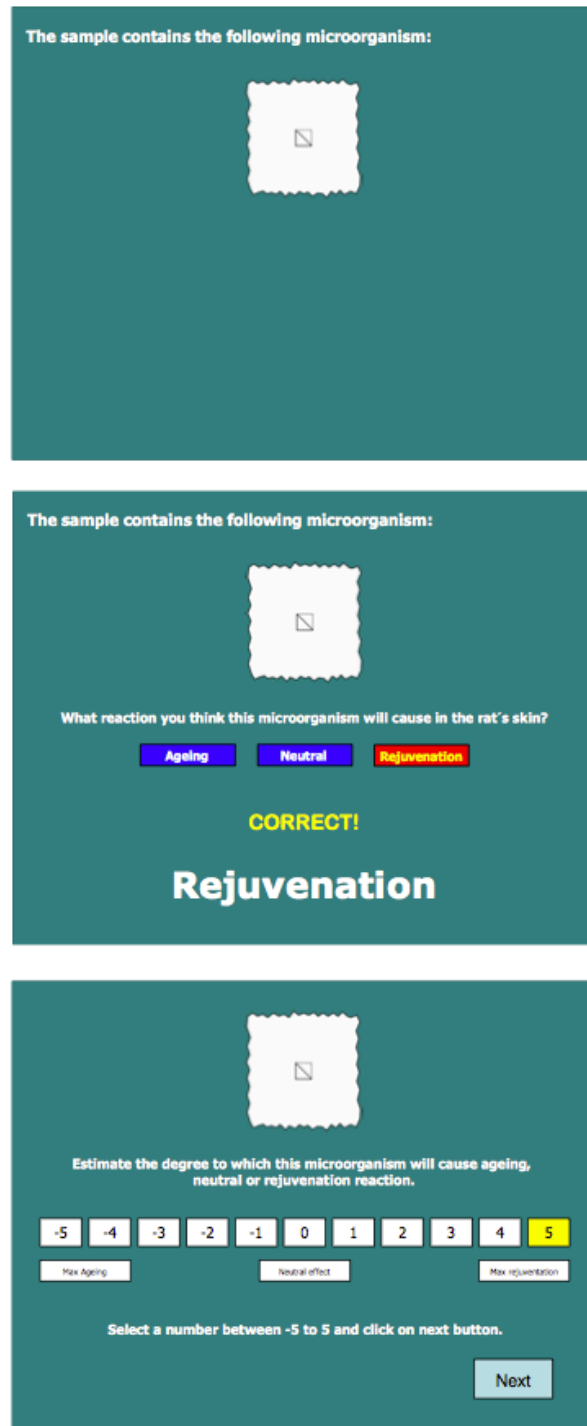 The sample contains the following microorganism:
The sample contains the following microorganism:
What reaction you think this microorganism will cause in the rat´s skin?
Ageing Neutral Rejuvenation
CORRECT!
Rejuvenation
Estimate the degree to which this microorganism will cause ageing,
neutral or rejuvenation reaction.
-5 -4 -3 -2 -1 0 1 2 3 4 5
Max Ageing Neutral effect Max rejuventation
Select a number between -5 to 5 and click on next button.
Next